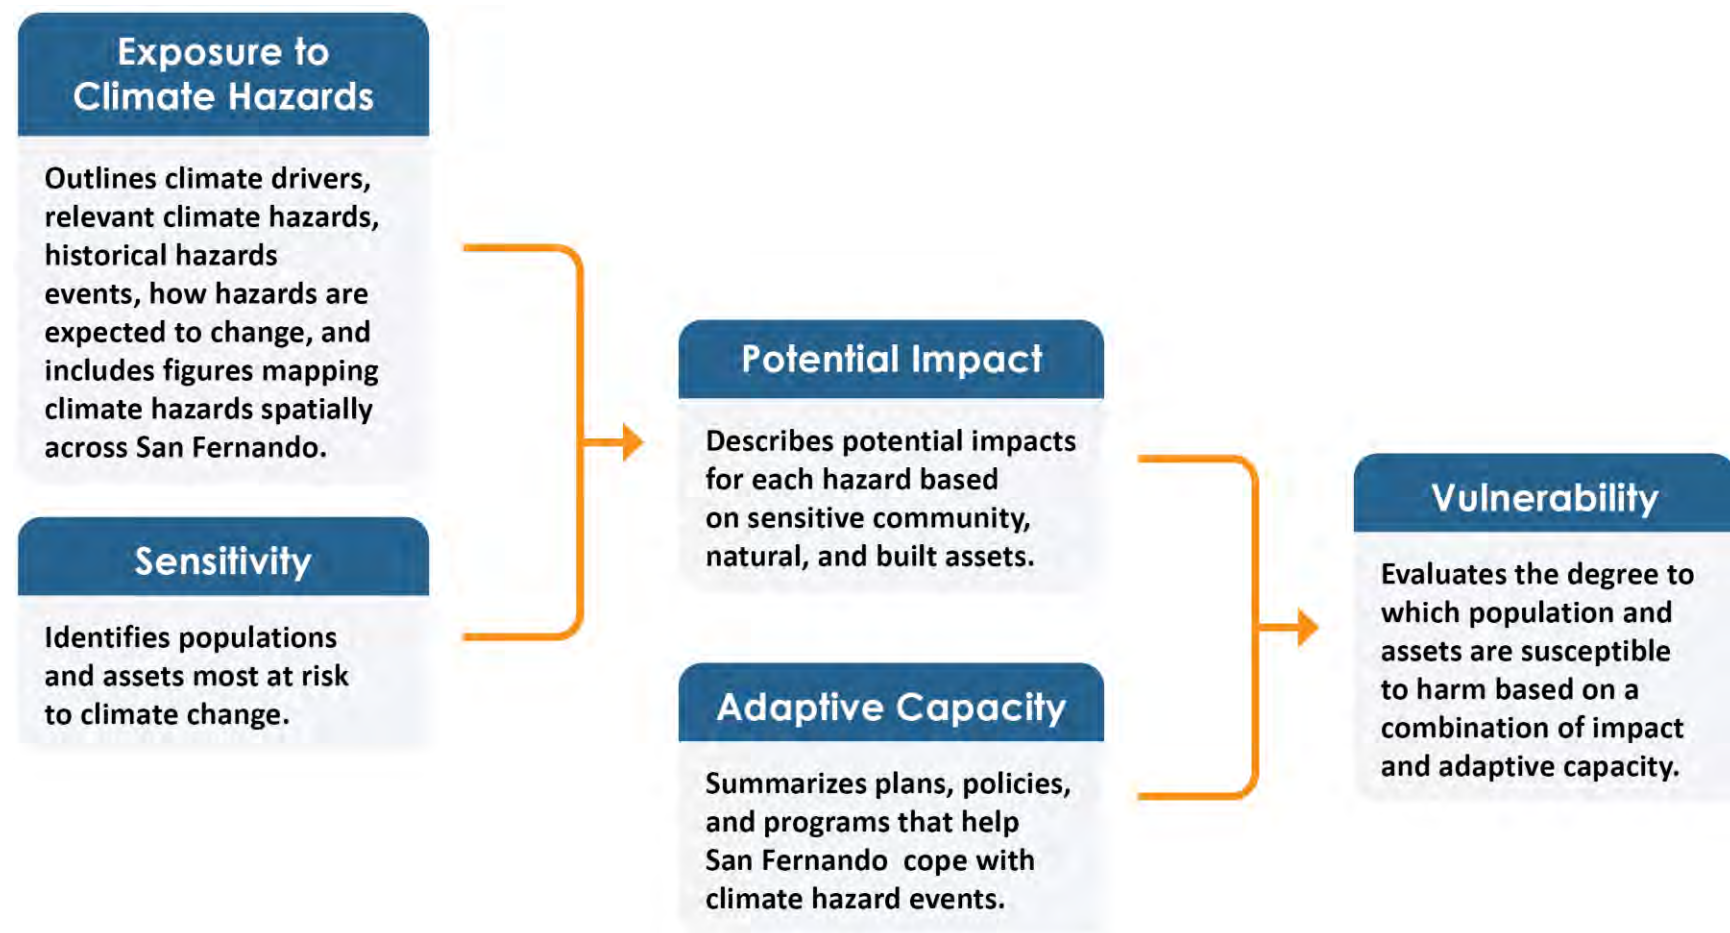 Exposure to
Climate Hazards
Outlines climate drivers,
relevant climate hazards,
historical hazards
events, how hazards are
expected to change, and
includes figures mapping
climate hazards spatially
across San Fernando.
Sensitivity
Identifies populations
and assets most at risk
to climate change.
Potential Impact
Describes potential impacts
for each hazard based
on sensitive community,
natural, and built assets.
Adaptive Capacity
Summarizes plans, policies,
and programs that help
San Fernando cope with
climate hazard events.
Vulnerability
Evaluates the degree to
which population and
assets are susceptible
to harm based on a
combination of impact
and adaptive capacity.